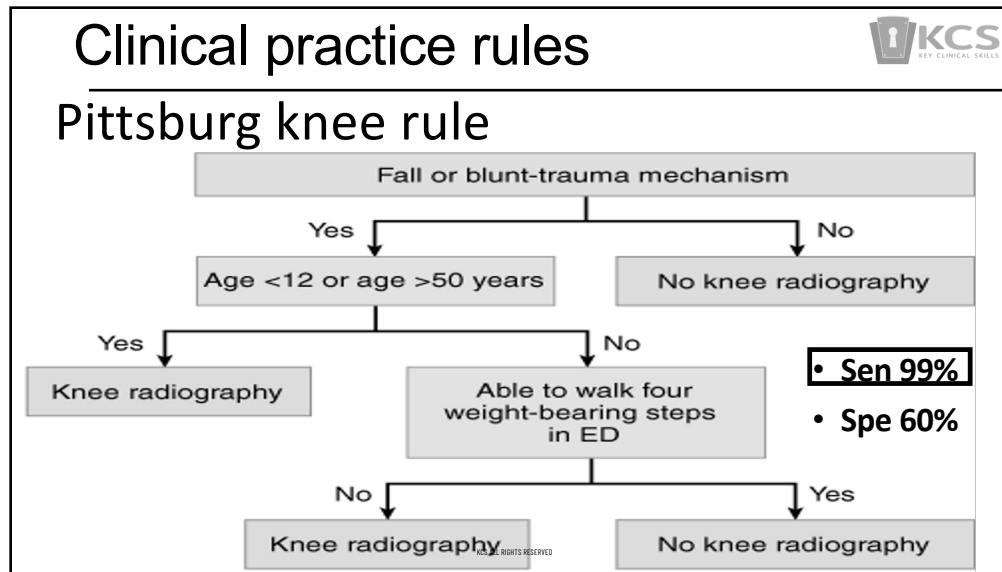 Clinical practice rules
KCS
KEY CLINICAL SKILLS
Pittsburg knee rule
Fall or blunt-trauma mechanism
Yes
No
Age <12 or age >50 years
No knee radiography
Yes
No
Knee radiography
Able to walk four
weight-bearing steps
in ED
• Sen 99%
• Spe 60%
No
Yes
Knee radiography
No knee radiography
KCS ALL RIGHTS RESERVED